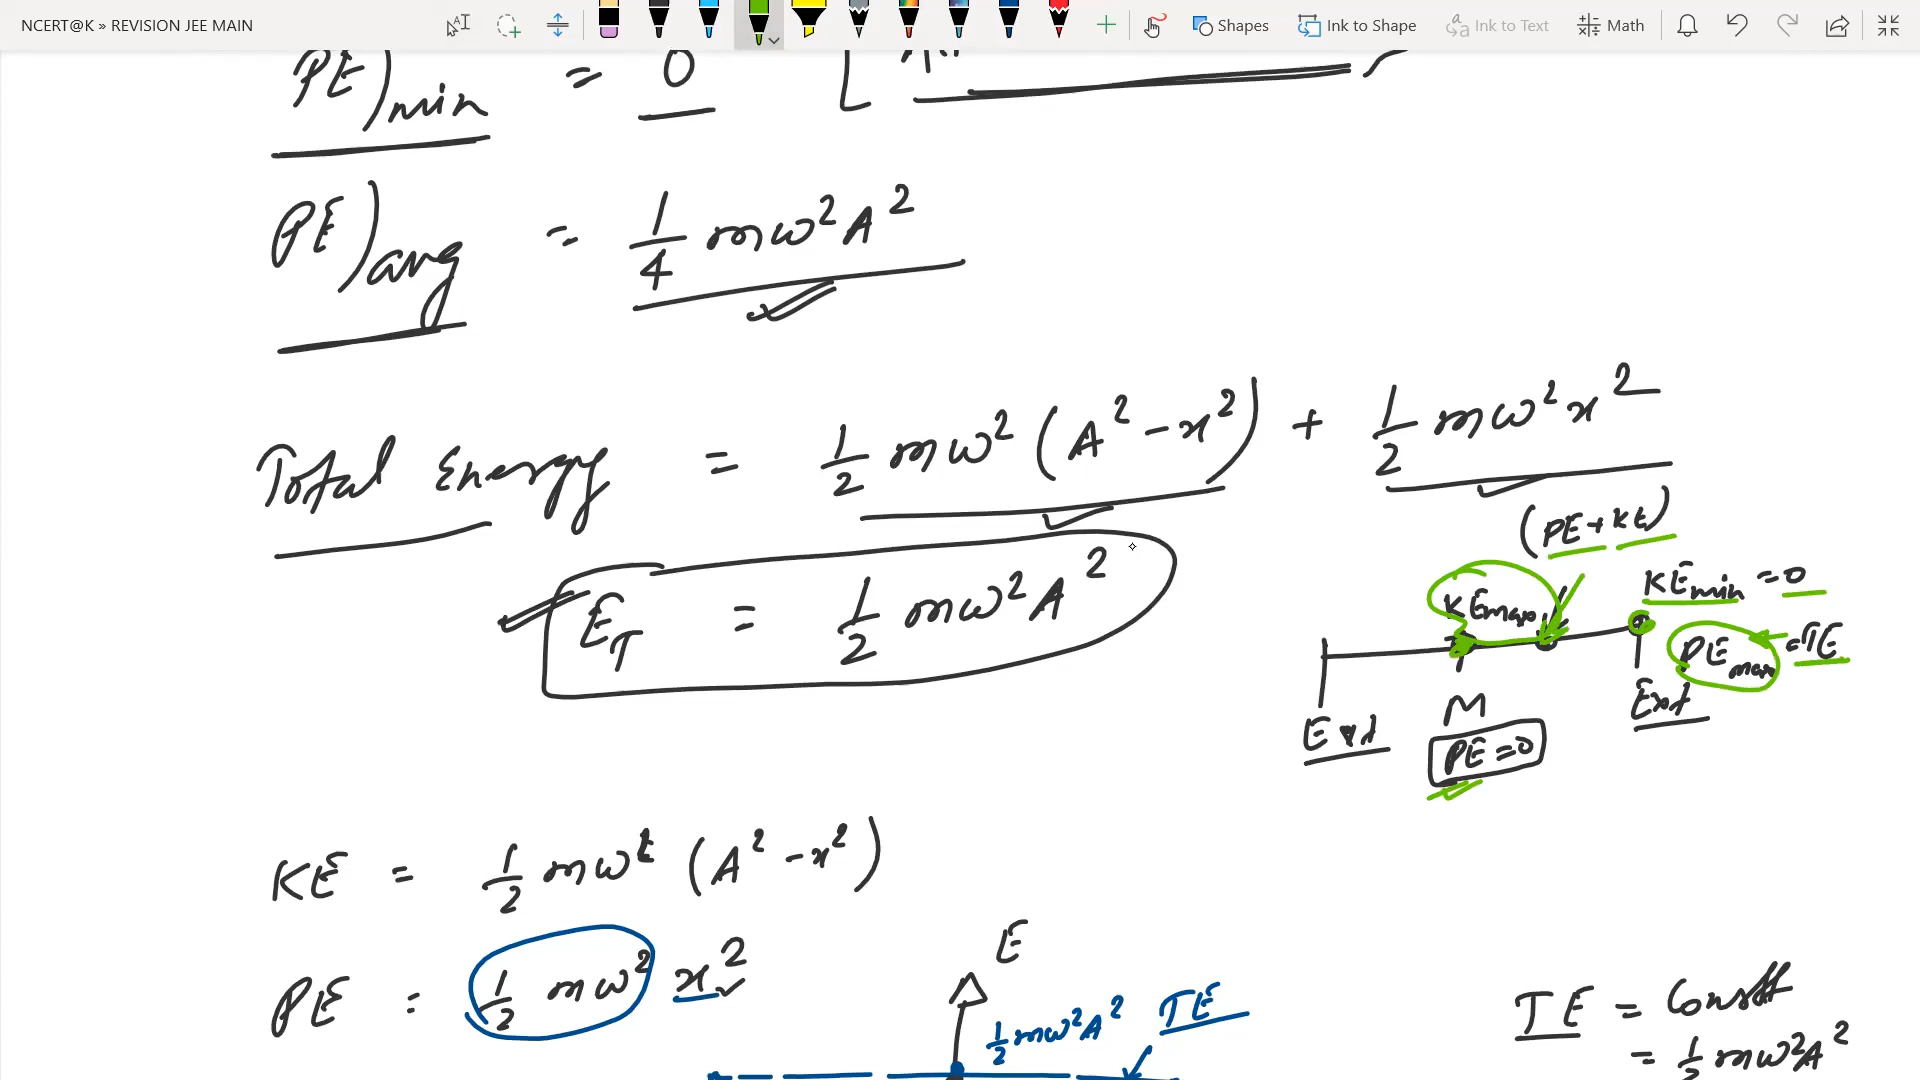 NCERT@K » REVISION JEE MAIN
Shapes
Ink to Shape
Ink to Text
Math
PE)min = 0
PE)avg = 1/4 mω²A²
Total Energy = 1/2 mω² (A² - x²) + 1/2 mω²x²
(PE + KE)
E_T = 1/2 mω²A²
KEmax
KEmin = 0
PEmax = TE
Ext
M
Ext
PE = 0
KE = 1/2 mω² (A² - x²)
E
PE = 1/2 mω² x²
1/2 mω²A²
TE
TE = Const
= 1/2 mω²A²